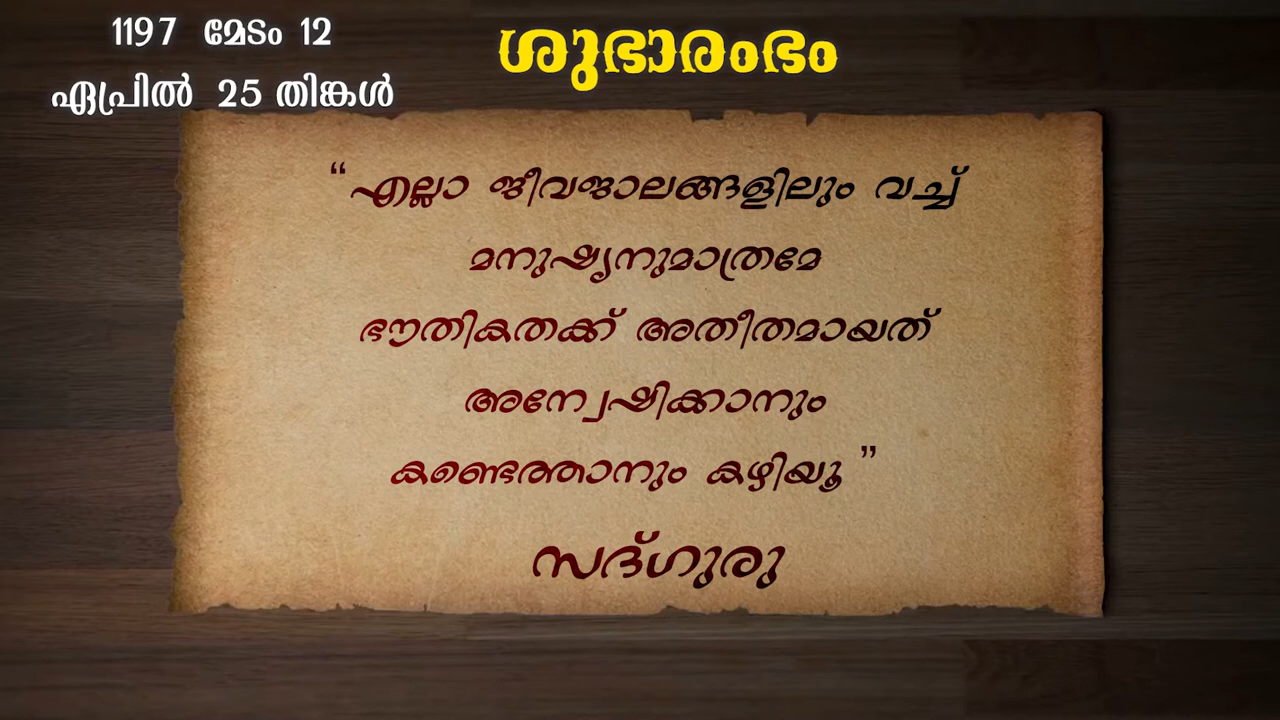 1197 മേടം 12
ഏപ്രിൽ 25 തിങ്കൾ
ശുഭാരംഭം
“എല്ലാ ജീവജാലങ്ങളിലും വച്ച്
മനുഷ്യനുമാത്രമേ
ഭൗതികതക്ക് അതീതമായത്
അന്വേഷിക്കാനും
കണ്ടെത്താനും കഴിയൂ ”
സദ്ഗുരു